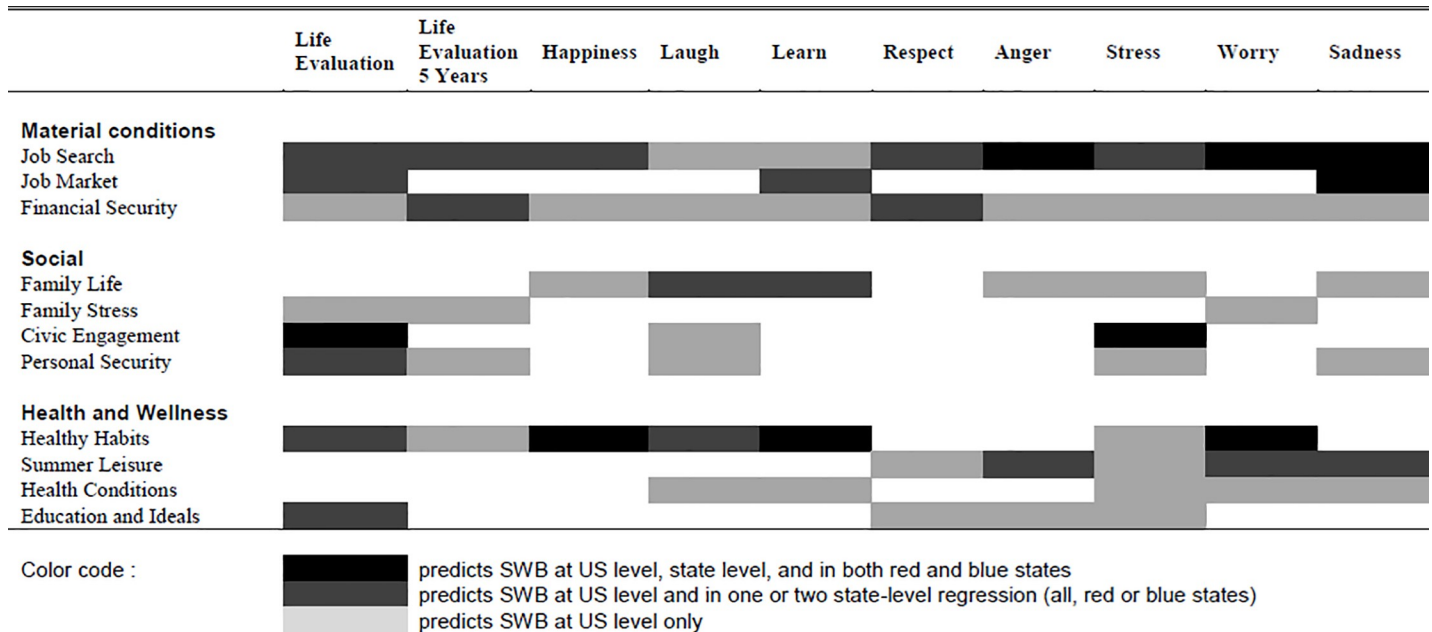 Life Evaluation Life Evaluation 5 Years Happiness Laugh Learn Respect Anger Stress Worry Sadness
Material conditions
Job Search
Job Market
Financial Security
Social
Family Life
Family Stress
Civic Engagement
Personal Security
Health and Wellness
Healthy Habits
Summer Leisure
Health Conditions
Education and Ideals
Color code :
predicts SWB at US level, state level, and in both red and blue states
predicts SWB at US level and in one or two state-level regression (all, red or blue states)
predicts SWB at US level only